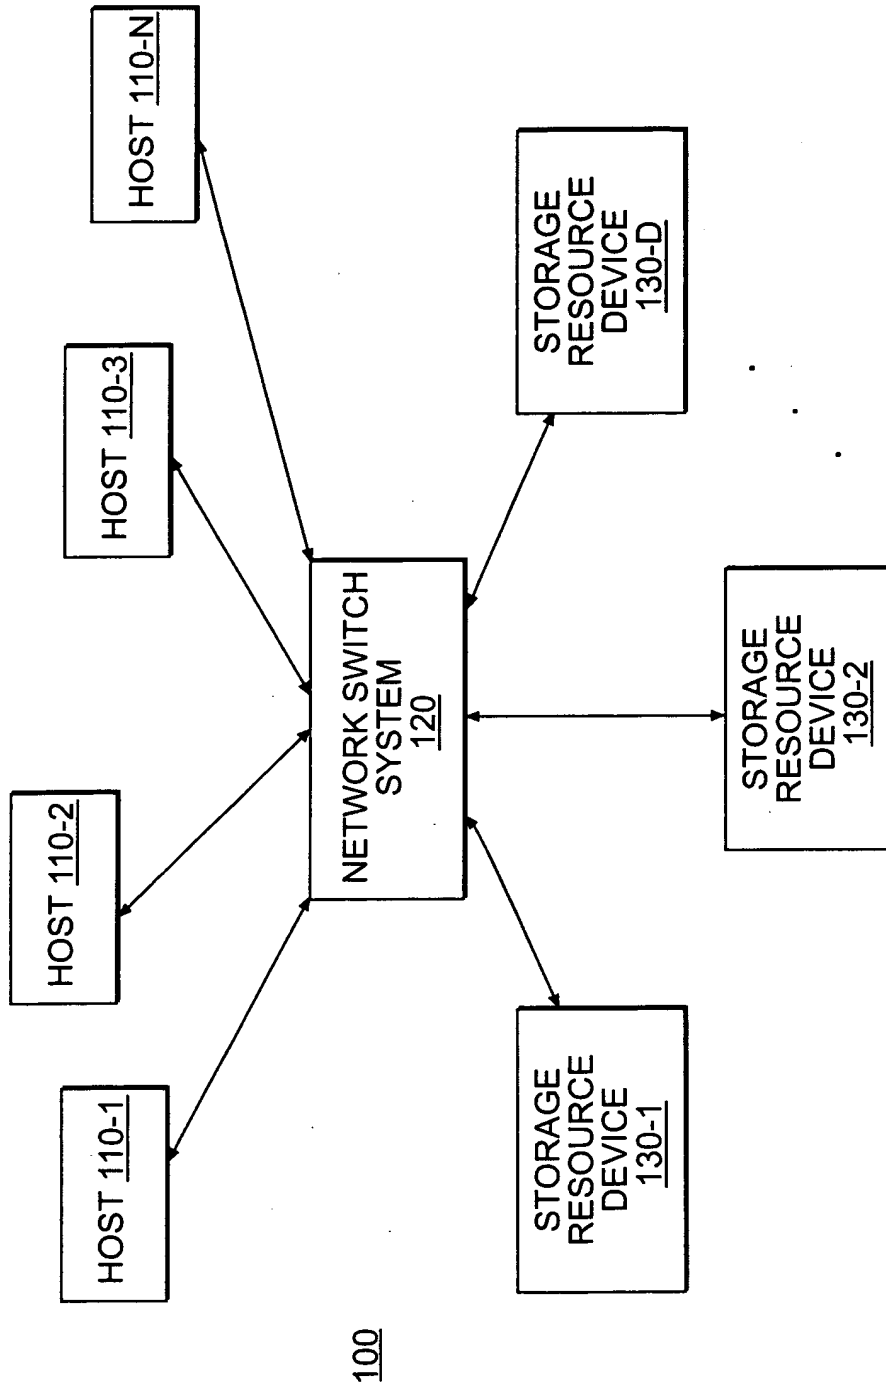 100
HOST 110-1
HOST 110-2
HOST 110-3
HOST 110-N
NETWORK SWITCH
SYSTEM
120
STORAGE
RESOURCE
DEVICE
130-1
STORAGE
RESOURCE
DEVICE
130-2
STORAGE
RESOURCE
DEVICE
130-D